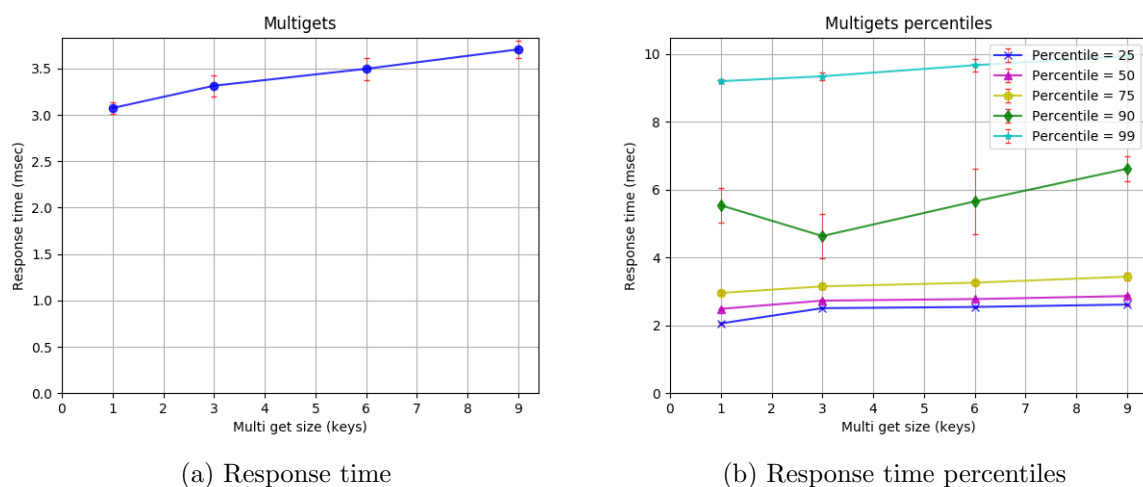 Multigets
3.5
3.0
2.5
2.0
1.5
1.0
0.5
0.0
Response time (msec)
0 1 2 3 4 5 6 7 8 9
Multi get size (keys)
(a) Response time
Multigets percentiles
10
8
6
4
2
0
Response time (msec)
Percentile = 25
Percentile = 50
Percentile = 75
Percentile = 90
Percentile = 99
0 1 2 3 4 5 6 7 8 9
Multi get size (keys)
(b) Response time percentiles